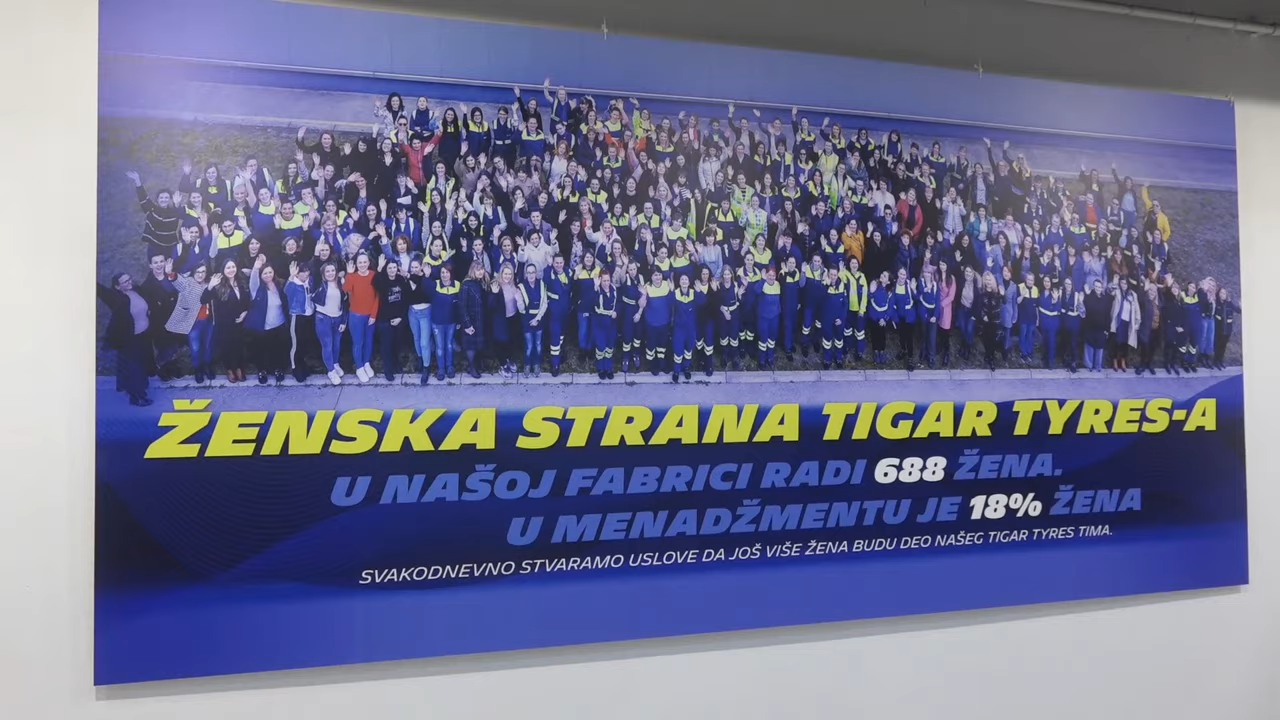 ŽENSKA STRANA TIGAR TYRES-A
U NAŠOJ FABRICI RADI 688 ŽENA.
U MENADŽMENTU JE 18% ŽENA
SVAKODNEVNO STVARAMO USLOVE DA JOŠ VIŠE ŽENA BUDU DEO NAŠEG TIGAR TYRES TIMA.